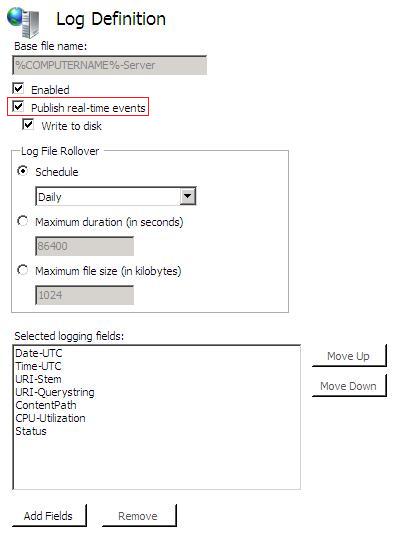 Log Definition
Base file name:
%COMPUTERNAME%-Server
Enabled
Publish real-time events
Write to disk
Log File Rollover
Schedule
Daily
Maximum duration (in seconds)
86400
Maximum file size (in kilobytes)
1024
Selected logging fields:
Date-UTC
Time-UTC
URI-Stem
URI-Querystring
ContentPath
CPU-Utilization
Status
Move Up
Move Down
Add Fields
Remove